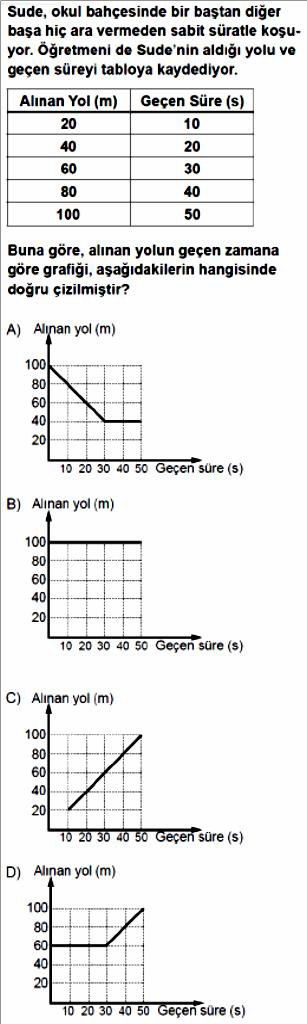 Sude, okul bahçesinde bir baştan diğer
başa hiç ara vermeden sabit süratle koşu-
yor. Öğretmeni de Sude'nin aldığı yolu ve
geçen süreyi tabloya kaydediyor.
Alınan Yol (m) Geçen Süre (s)
20 10
40 20
60 30
80 40
100 50
Buna göre, alınan yolun geçen zamana
göre grafiği, aşağıdakilerin hangisinde
doğru çizilmiştir?
A) Alınan yol (m)
100
80
60
40
20
10 20 30 40 50 Geçen süre (s)
B) Alınan yol (m)
100
80
60
40
20
10 20 30 40 50 Geçen süre (s)
C) Alınan yol (m)
100
80
60
40
20
10 20 30 40 50 Geçen süre (s)
D) Alınan yol (m)
100
80
60
40
20
10 20 30 40 50 Geçen süre (s)